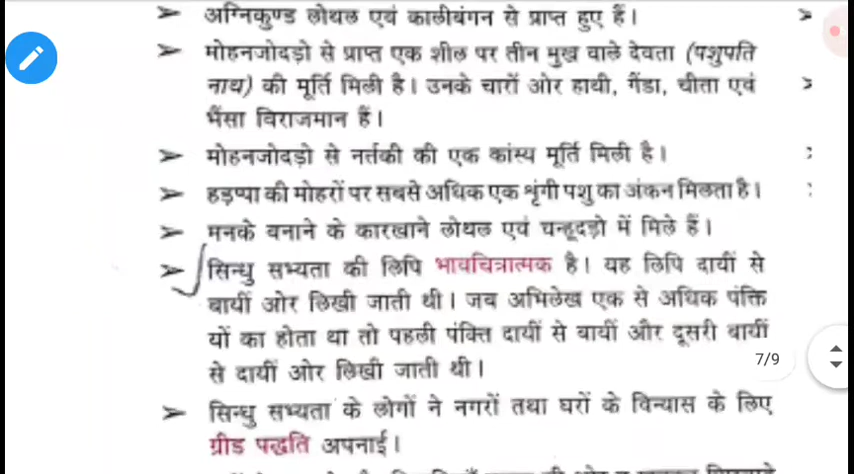 ➢ अग्निकुण्ड लोथल एवं कालीबंगन से प्राप्त हुए हैं।
➢ मोहनजोदड़ो से प्राप्त एक शील पर तीन मुख वाले देवता (पशुपति
नाथ) की मूर्ति मिली है। उनके चारों ओर हाथी, गैंडा, चीता एवं
भैंसा विराजमान हैं।
➢ मोहनजोदड़ो से नर्त्तकी की एक कांस्य मूर्ति मिली है।
➢ हड़प्पा की मोहरों पर सबसे अधिक एक शृंगी पशु का अंकन मिलता है।
➢ मनके बनाने के कारखाने लोथल एवं चन्हूदड़ो में मिले हैं।
➢ सिन्धु सभ्यता की लिपि भावचित्रात्मक है। यह लिपि दायीं से
बायीं ओर लिखी जाती थी। जब अभिलेख एक से अधिक पंक्ति
यों का होता था तो पहली पंक्ति दायीं से बायीं और दूसरी बायीं
से दायीं ओर लिखी जाती थी।
7/9
➢ सिन्धु सभ्यता के लोगों ने नगरों तथा घरों के विन्यास के लिए
ग्रीड पद्धति अपनाई।